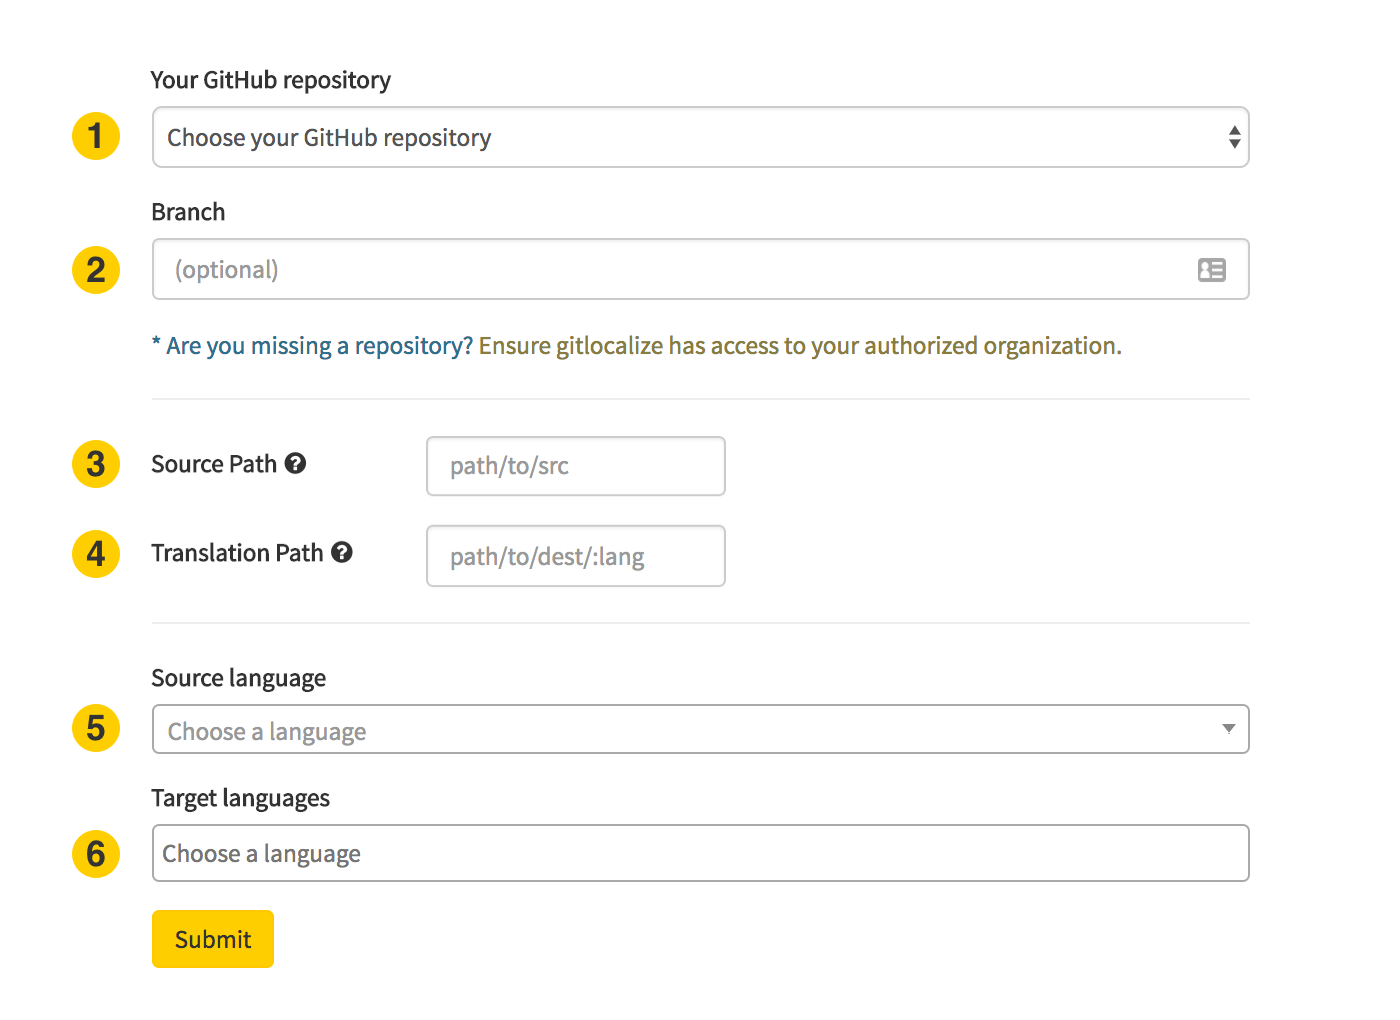 Your GitHub repository
1 Choose your GitHub repository
Branch
2 (optional)
* Are you missing a repository? Ensure gitlocalize has access to your authorized organization.
3 Source Path ? path/to/src
4 Translation Path ? path/to/dest/:lang
Source language
5 Choose a language
Target languages
6 Choose a language
Submit